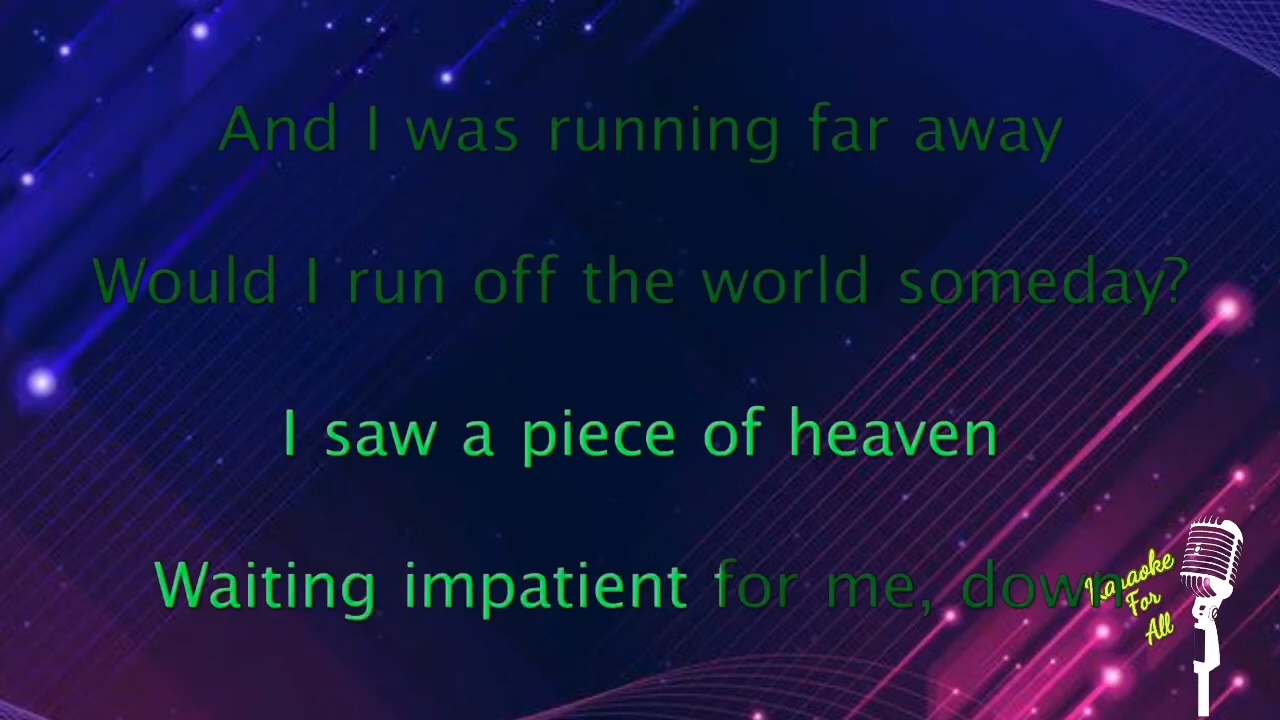 And I was running far away
Would I run off the world someday?
I saw a piece of heaven
Waiting impatient for me, down
Karaoke
For
All